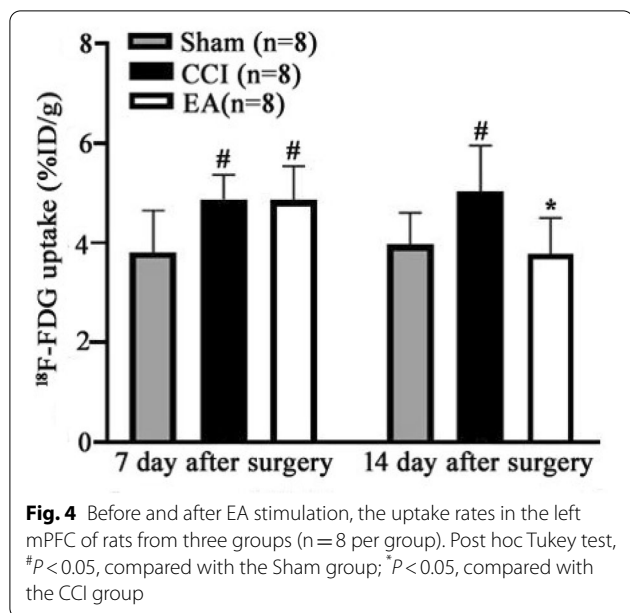 8
6
4
2
0
¹⁸F-FDG uptake (%ID/g)
Sham (n=8)
CCI (n=8)
EA(n=8)
# # # *
7 day after surgery 14 day after surgery
Fig. 4 Before and after EA stimulation, the uptake rates in the left
mPFC of rats from three groups (n = 8 per group). Post hoc Tukey test,
#P < 0.05, compared with the Sham group; *P < 0.05, compared with
the CCI group